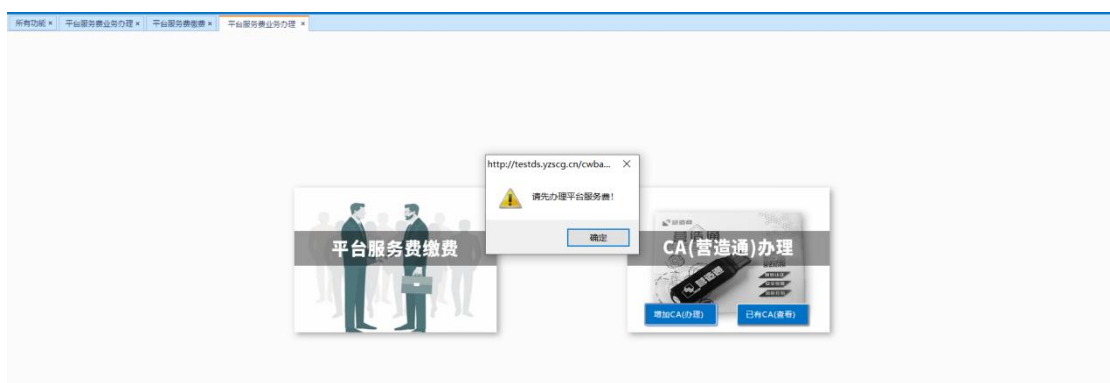 所有功能 × 平台服务费业务办理 × 平台服务费缴费 × 平台服务费业务办理 ×
http://testds.yzscg.cn/cwba... ×
请先办理平台服务费!
确定
平台服务费缴费
CA(营造通)办理
营造通
增加CA(办理) 已有CA(查看)